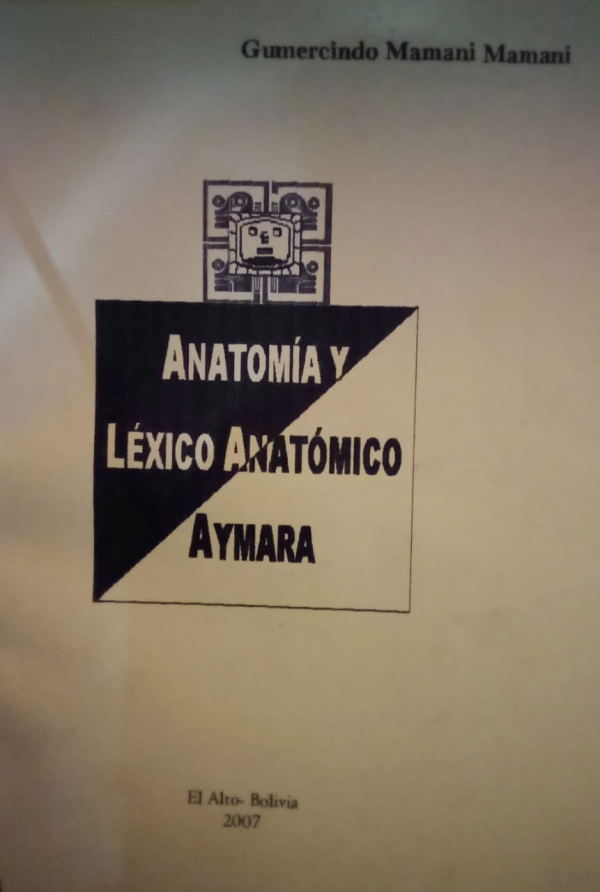 Gumercindo Mamani Mamani
ANATOMÍA Y
LÉXICO ANATÓMICO
AYMARA
El Alto- Bolivia
2007